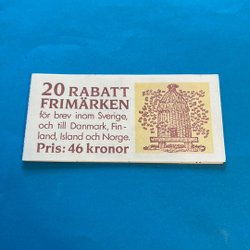 20 RABATT
FRIMÄRKEN
för brev inom Sverige,
och till Danmark, Fin-
land, Island och Norge.
Pris: 46 kronor